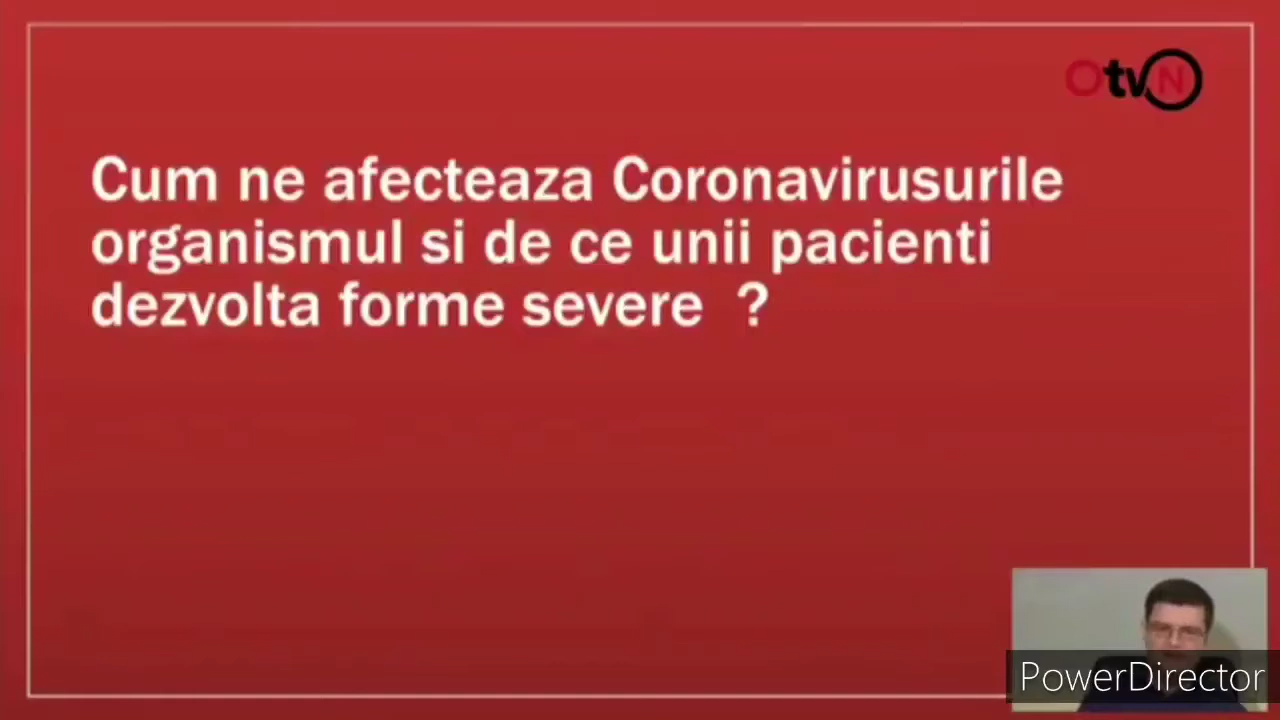 OtvN
Cum ne afecteaza Coronavirusurile
organismul si de ce unii pacienti
dezvolta forme severe ?
PowerDirector